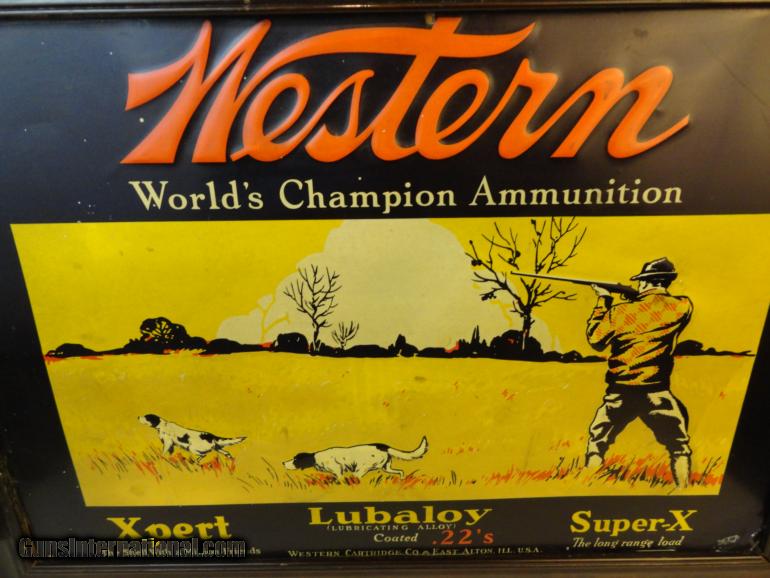 Western
World's Champion Ammunition
Xpert
Lubaloy
(LUBRICATING ALLOY)
Coated .22's
Super-X
The long range load
WESTERN CARTRIDGE CO. EAST ALTON, ILL. U.S.A.
GunsInternational.com